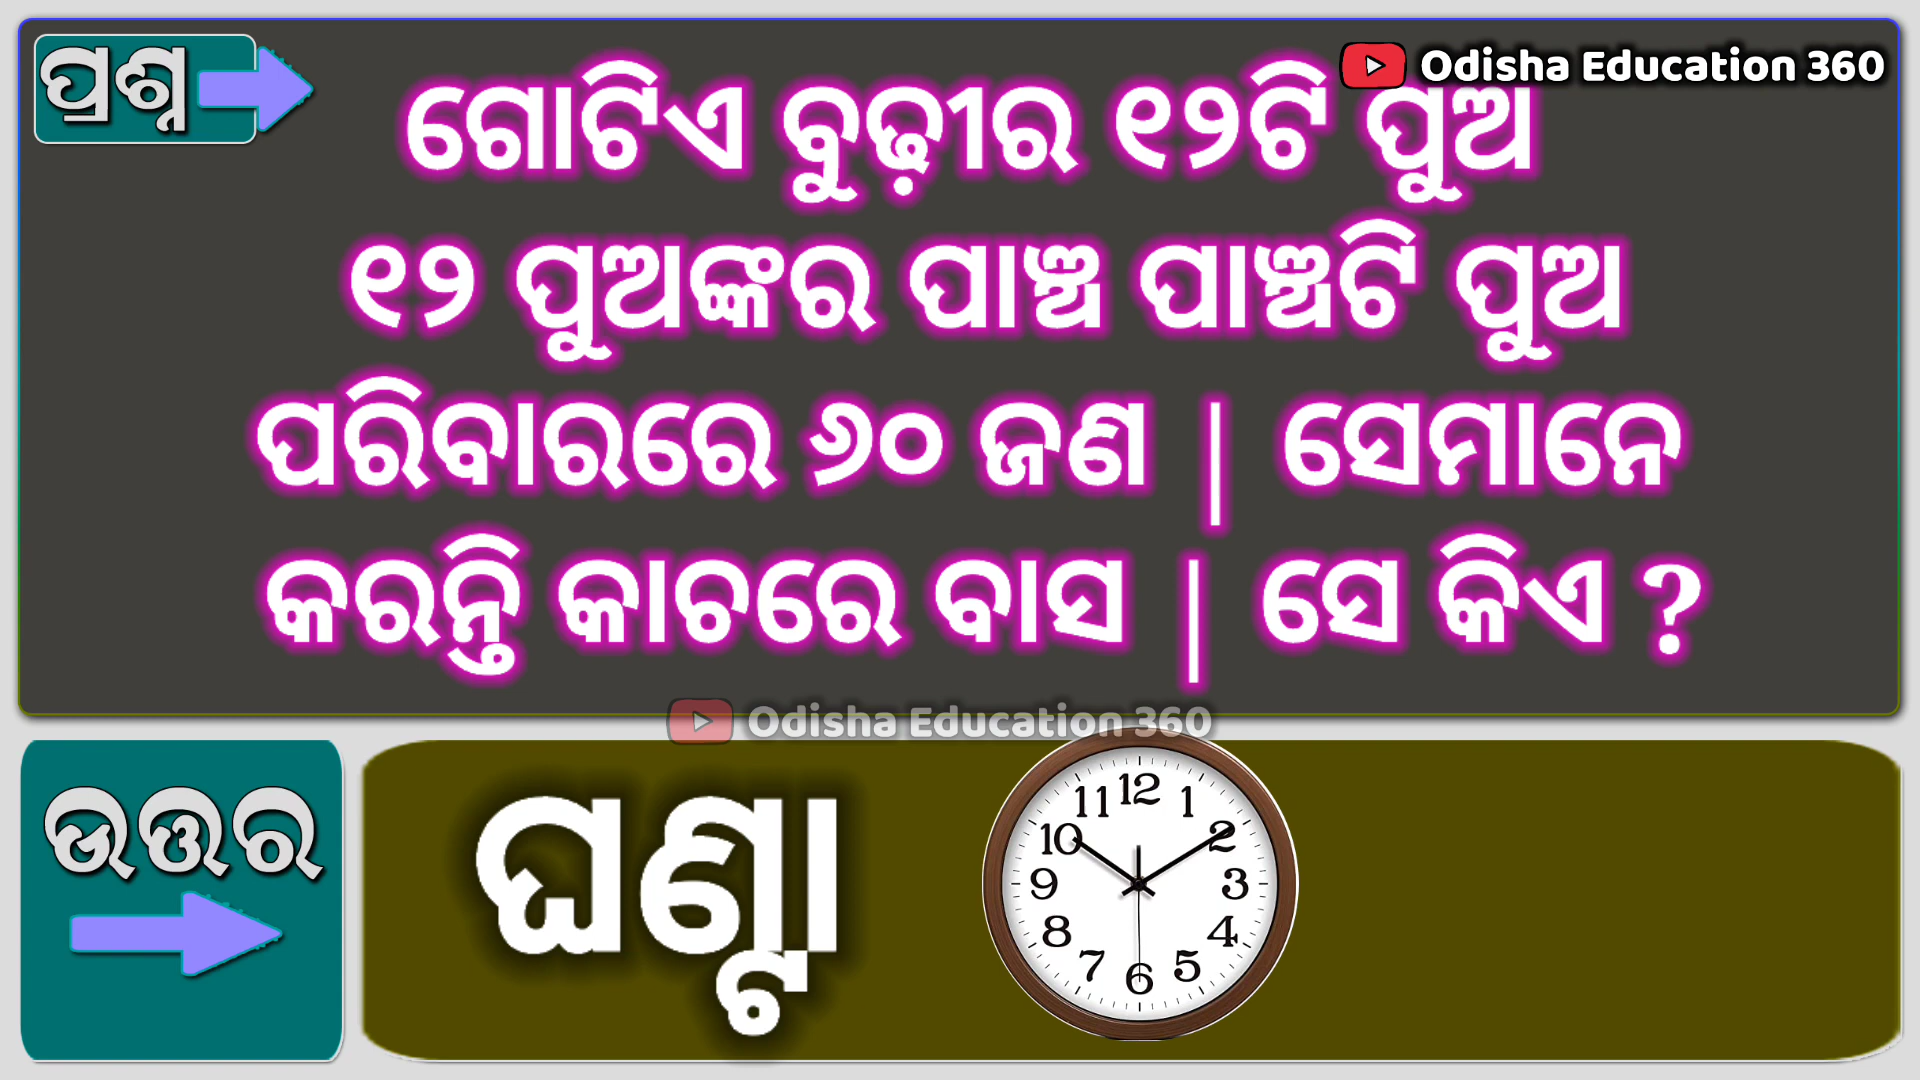 ପ୍ରଶ୍ନ
Odisha Education 360
ଗୋଟିଏ ବୁଢ଼ୀର ୧୨ଟି ପୁଅ
୧୨ ପୁଅଙ୍କର ପାଞ୍ଚ ପାଞ୍ଚଟି ପୁଅ
ପରିବାରରେ ୬୦ ଜଣ | ସେମାନେ
କରନ୍ତି କାଚରେ ବାସ | ସେ କିଏ ?
Odisha Education 360
ଉତ୍ତର
ଘଣ୍ଟା
12
11 1
10 2
9 3
8 4
7 5
6